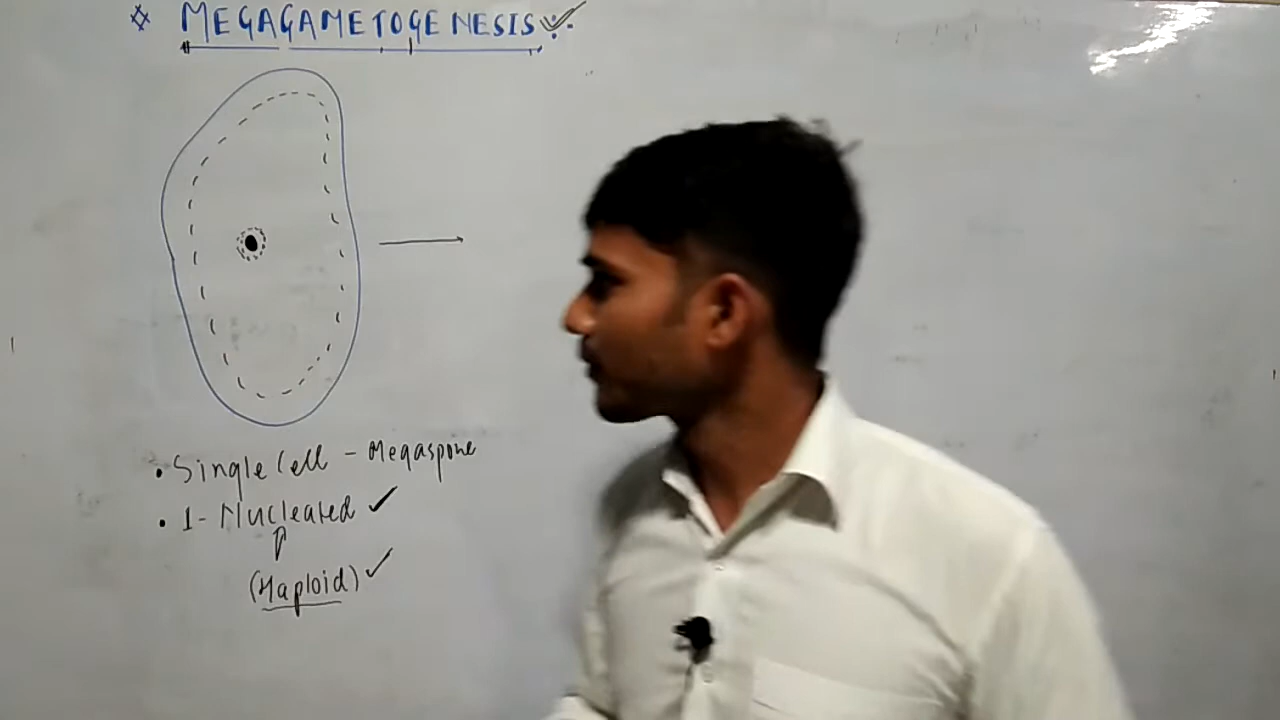 MEGAGAMETOGENESIS
• Single Cell - Megaspore
• 1- Nucleated ✓
(Haploid) ✓